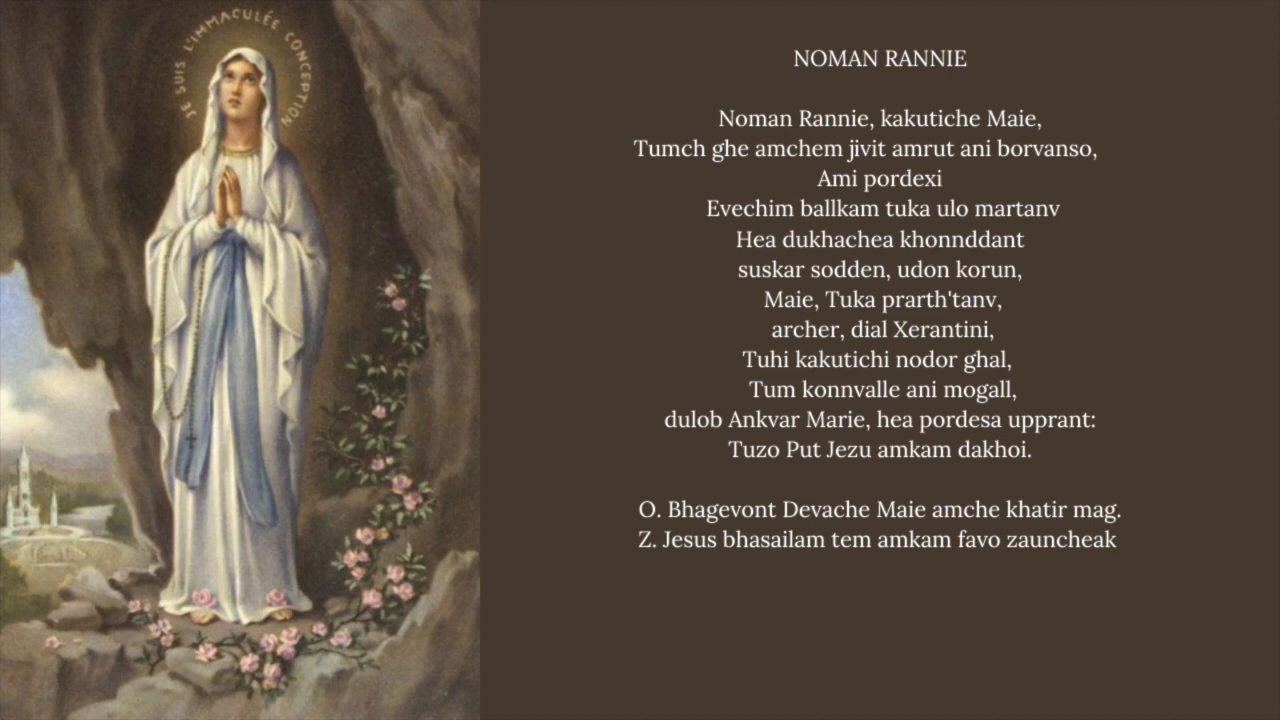 JE SUIS L'IMMACULÉE CONCEPTION
NOMAN RANNIE
Noman Rannie, kakutiche Maie,
Tumch ghe amchem jivit amrut ani borvanso,
Ami pordexi
Evechim ballkam tuka ulo martanv
Hea dukhachea khonnddant
suskar sodden, udon korun,
Maie, Tuka prarth'tanv,
archer, dial Xerantini,
Tuhi kakutichi nodor ghal,
Tum konnvalle ani mogall,
dulob Ankvar Marie, hea pordesa upprant:
Tuzo Put Jezu amkam dakhoi.
O. Bhagevont Devache Maie amche khatir mag.
Z. Jesus bhasailam tem amkam favo zauncheak